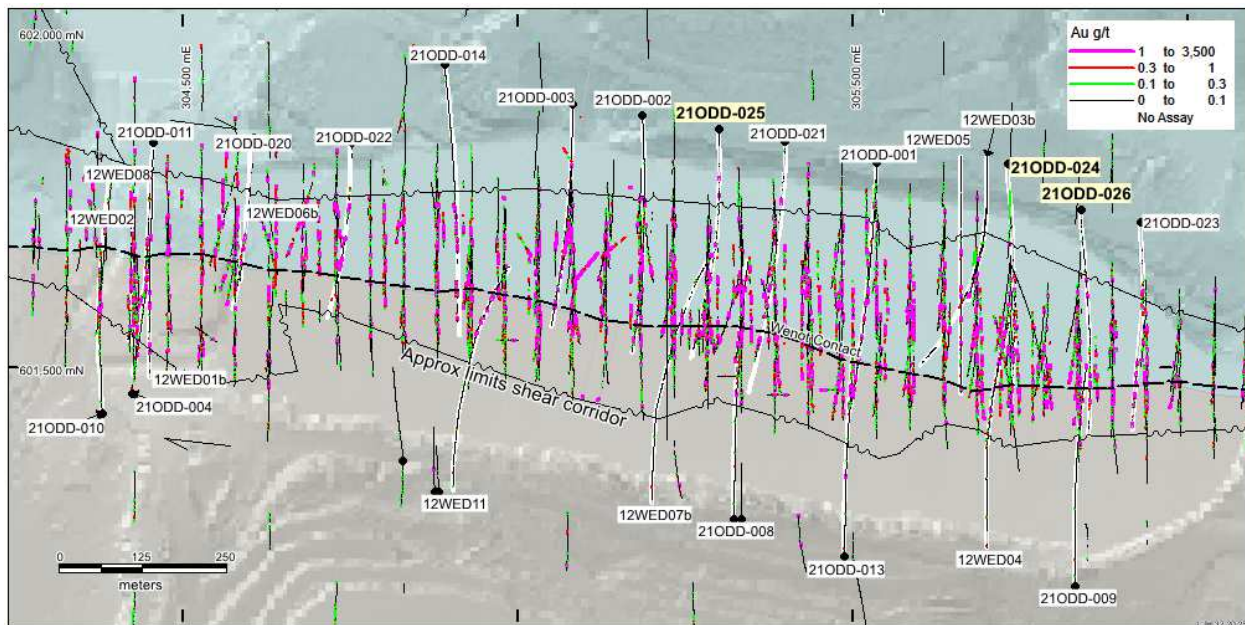 602,000 mN
304,500 mE
305,500 mE
Au g/t
1 to 3,500
0.3 to 1
0.1 to 0.3
0 to 0.1
No Assay
21ODD-014
21ODD-003
21ODD-002
21ODD-025
21ODD-021
12WED05
12WED03b
21ODD-011
21ODD-020
21ODD-022
21ODD-001
21ODD-024
12WED08
21ODD-026
12WED02
12WED06b
21ODD-023
Wenor Contact
601,500 mN
12WED01b
Approx limits shear corridor
21ODD-004
21ODD-010
12WED11
12WED07b
21ODD-008
21ODD-013
12WED04
21ODD-009
0 125 250
meters